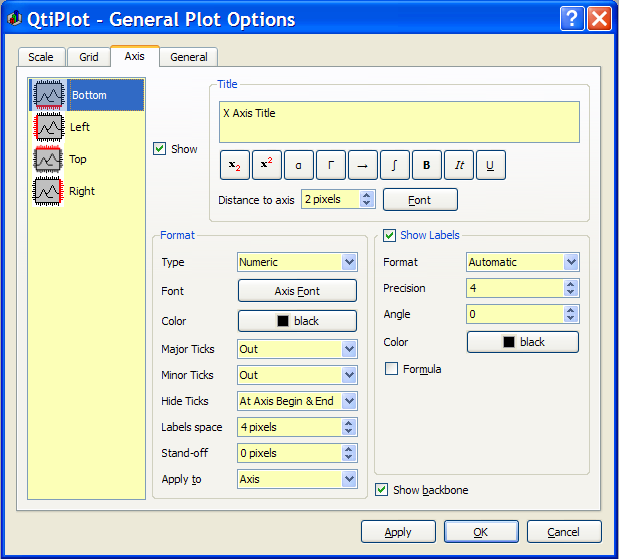 QtiPlot - General Plot Options
Scale Grid Axis General
Bottom
Left
Top
Right
Show
Title
X Axis Title
x2 x2 α Γ → ∫ B It U
Distance to axis 2 pixels Font
Format
Type Numeric
Font Axis Font
Color black
Major Ticks Out
Minor Ticks Out
Hide Ticks At Axis Begin & End
Labels space 4 pixels
Stand-off 0 pixels
Apply to Axis
Show Labels
Format Automatic
Precision 4
Angle 0
Color black
Formula
Show backbone
Apply OK Cancel